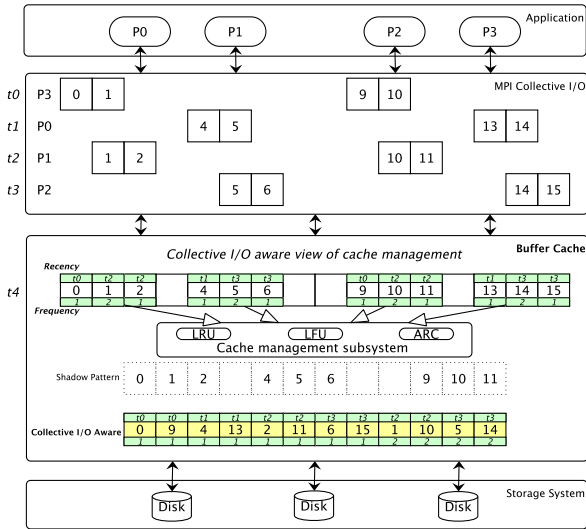 Application
P0 P1 P2 P3
MPI Collective I/O
t0 P3 0 1 9 10
t1 P0 4 5 13 14
t2 P1 1 2 10 11
t3 P2 5 6 14 15
Buffer Cache
Collective I/O aware view of cache management
Recency
t0 t2 t2 t1 t3 t3 t0 t2 t2 t1 t3 t3
t4 0 1 2 4 5 6 9 10 11 13 14 15
1 2 1 1 2 1 1 2 1 1 2 1
Frequency
LRU LFU ARC
Cache management subsystem
Shadow Pattern 0 1 2 4 5 6 9 10 11
t0 t0 t1 t1 t2 t2 t3 t3 t2 t2 t3 t3
Collective I/O Aware 0 9 4 13 2 11 6 15 1 10 5 14
1 1 1 1 1 1 1 1 2 2 2 2
Disk Disk Disk
Storage System